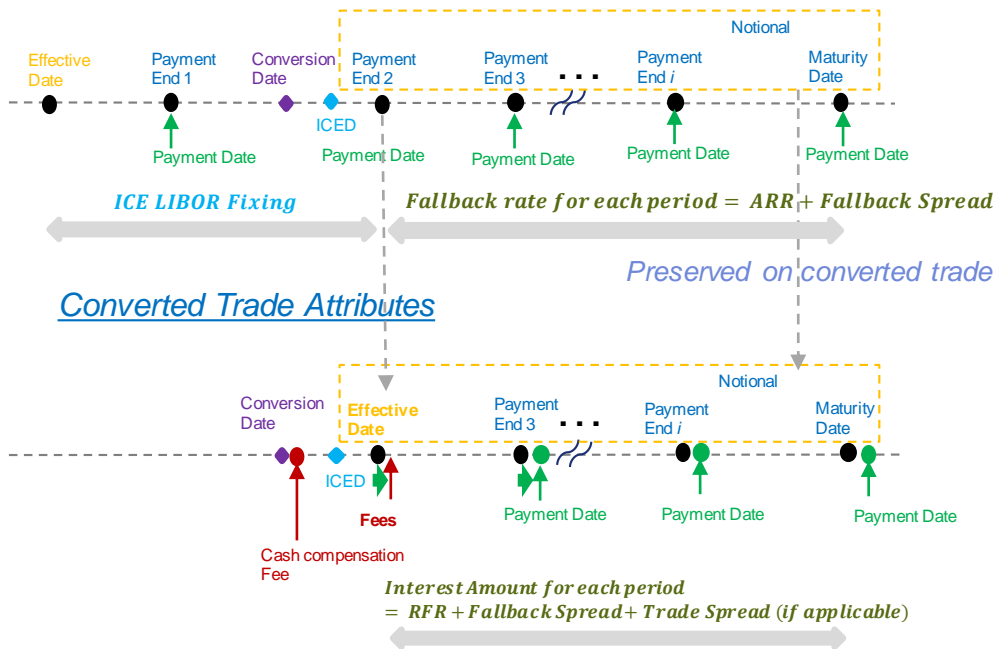 Notional
Effective
Date
Payment
End 1
Conversion
Date
Payment
End 2
Payment
End 3
...
Payment
End i
Maturity
Date
ICED
Payment Date
Payment Date
Payment Date
Payment Date
Payment Date
ICE LIBOR Fixing
Fallback rate for each period = ARR + Fallback Spread
Preserved on converted trade
Converted Trade Attributes
Notional
Conversion
Date
Effective
Date
Payment
End 3
...
Payment
End i
Maturity
Date
ICED
Fees
Payment Date
Payment Date
Payment Date
Cash compensation
Fee
Interest Amount for each period
= RFR + Fallback Spread + Trade Spread (if applicable)